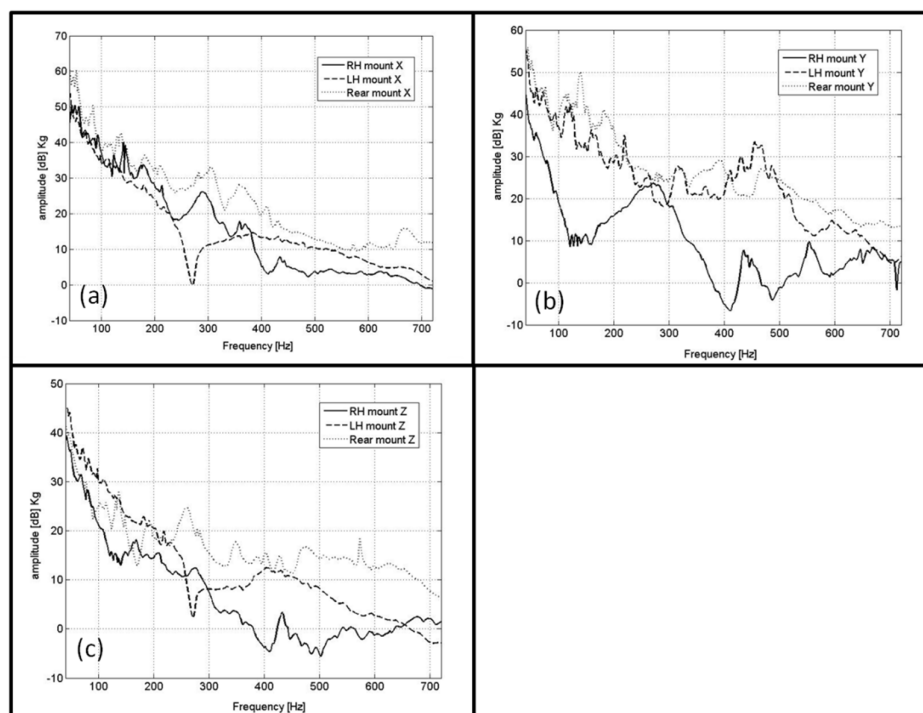 70
60
50
40
30
20
10
0
-10
amplitude [dB] Kg
RH mount X
LH mount X
Rear mount X
(a)
100 200 300 400 500 600 700
Frequency [Hz]
60
50
40
30
20
10
0
-10
amplitude [dB] Kg
RH mount Y
LH mount Y
Rear mount Y
(b)
100 200 300 400 500 600 700
Frequency [Hz]
50
40
30
20
10
0
-10
amplitude [dB] Kg
RH mount Z
LH mount Z
Rear mount Z
(c)
100 200 300 400 500 600 700
Frequency [Hz]